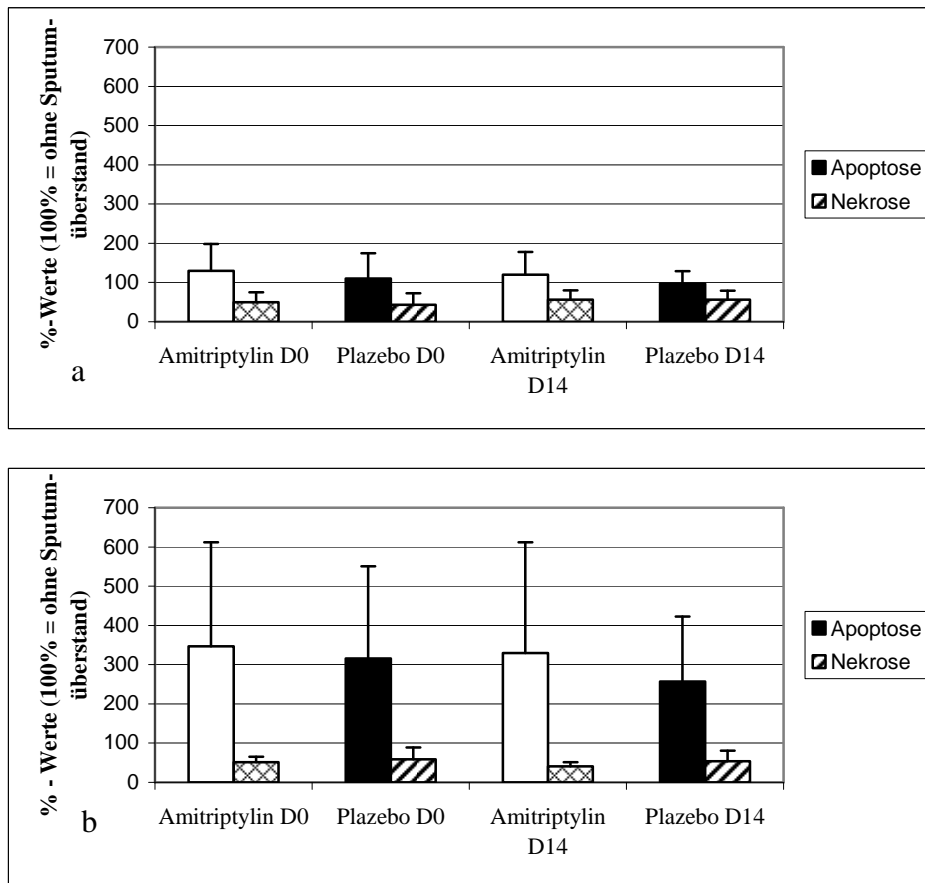 %-Werte (100% = ohne Sputum-
überstand)
700
600
500
400
300
200
100
0
Amitriptylin D0
Plazebo D0
Amitriptylin
D14
Plazebo D14
Apoptose
Nekrose
a
% - Werte (100% = ohne Sputum-
überstand)
700
600
500
400
300
200
100
0
Amitriptylin D0
Plazebo D0
Amitriptylin
D14
Plazebo D14
Apoptose
Nekrose
b